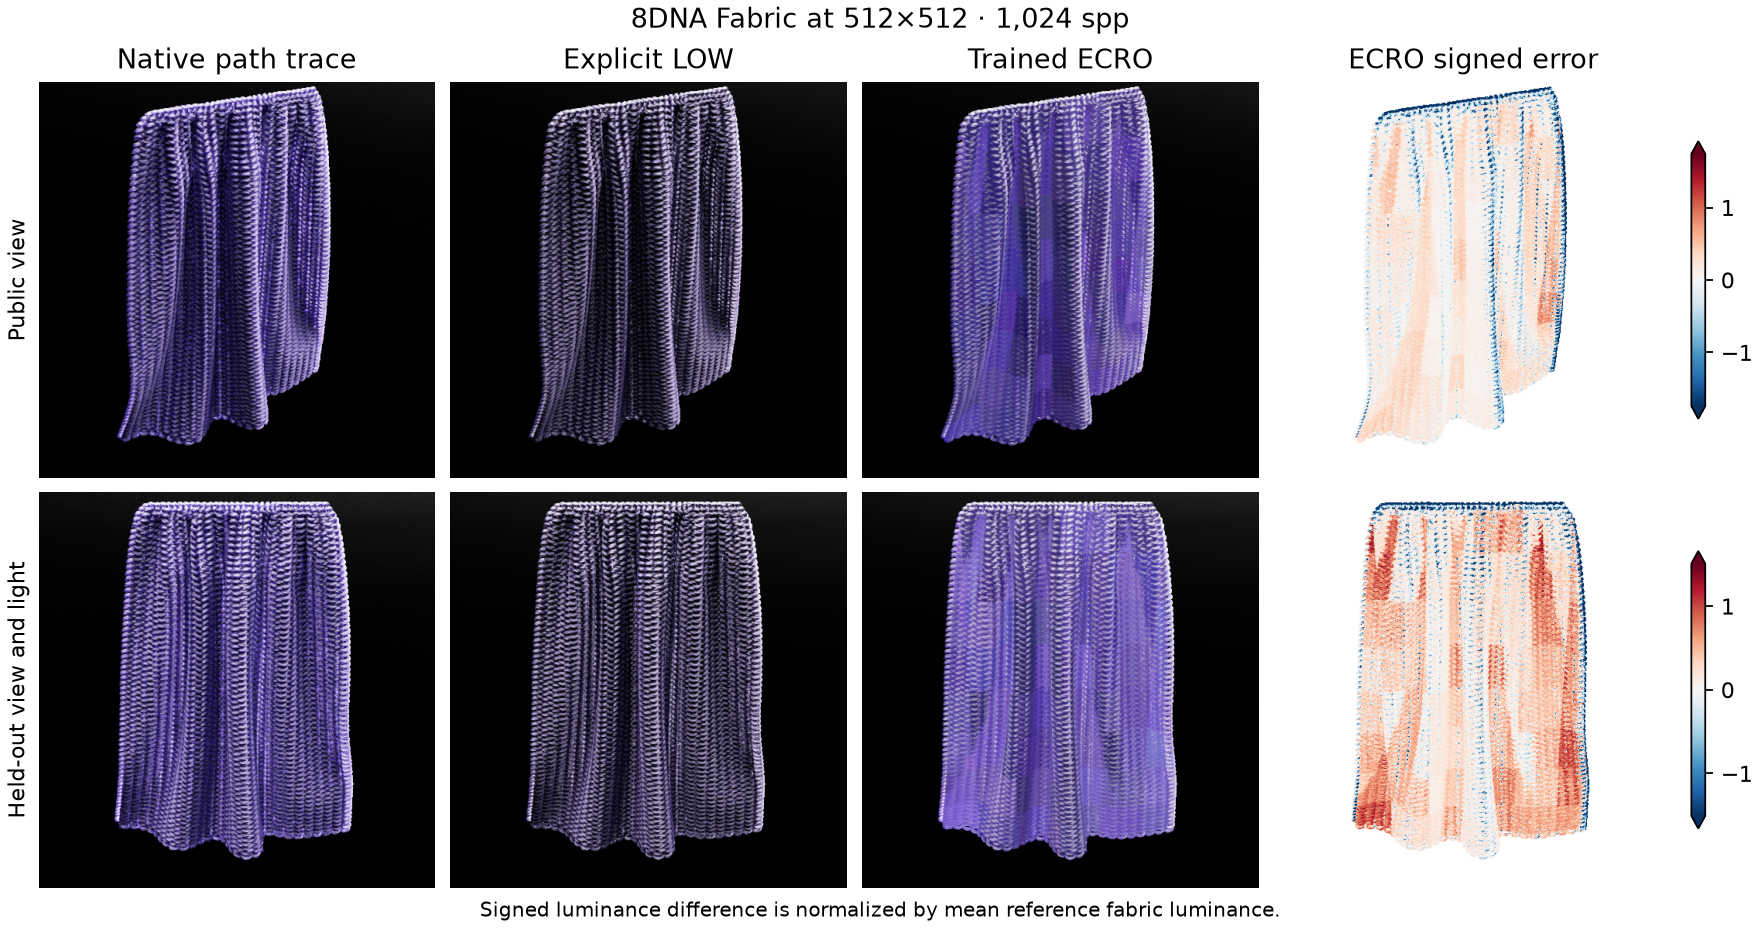 8DNA Fabric at 512×512 · 1,024 spp
Native path trace
Explicit LOW
Trained ECRO
ECRO signed error
Public view
1
0
−1
Held-out view and light
1
0
−1
Signed luminance difference is normalized by mean reference fabric luminance.